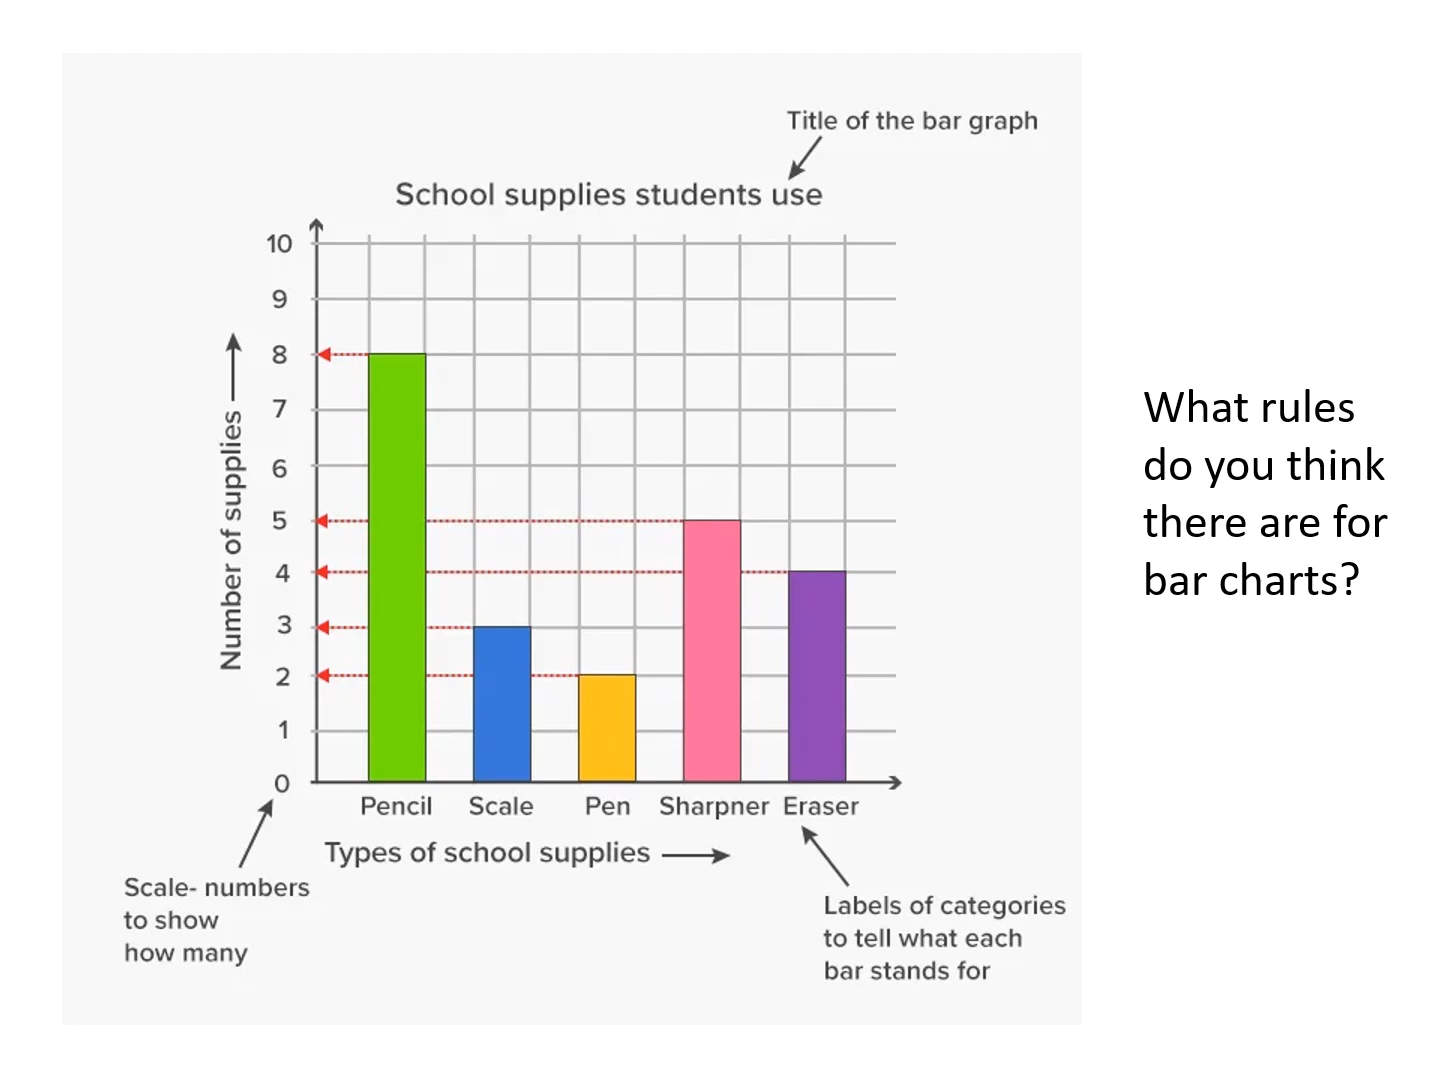 Title of the bar graph
School supplies students use
10
9
8
7
6
5
4
3
2
1
0
Number of supplies
Pencil Scale Pen Sharpner Eraser
Types of school supplies
Scale- numbers
to show
how many
Labels of categories
to tell what each
bar stands for
What rules
do you think
there are for
bar charts?